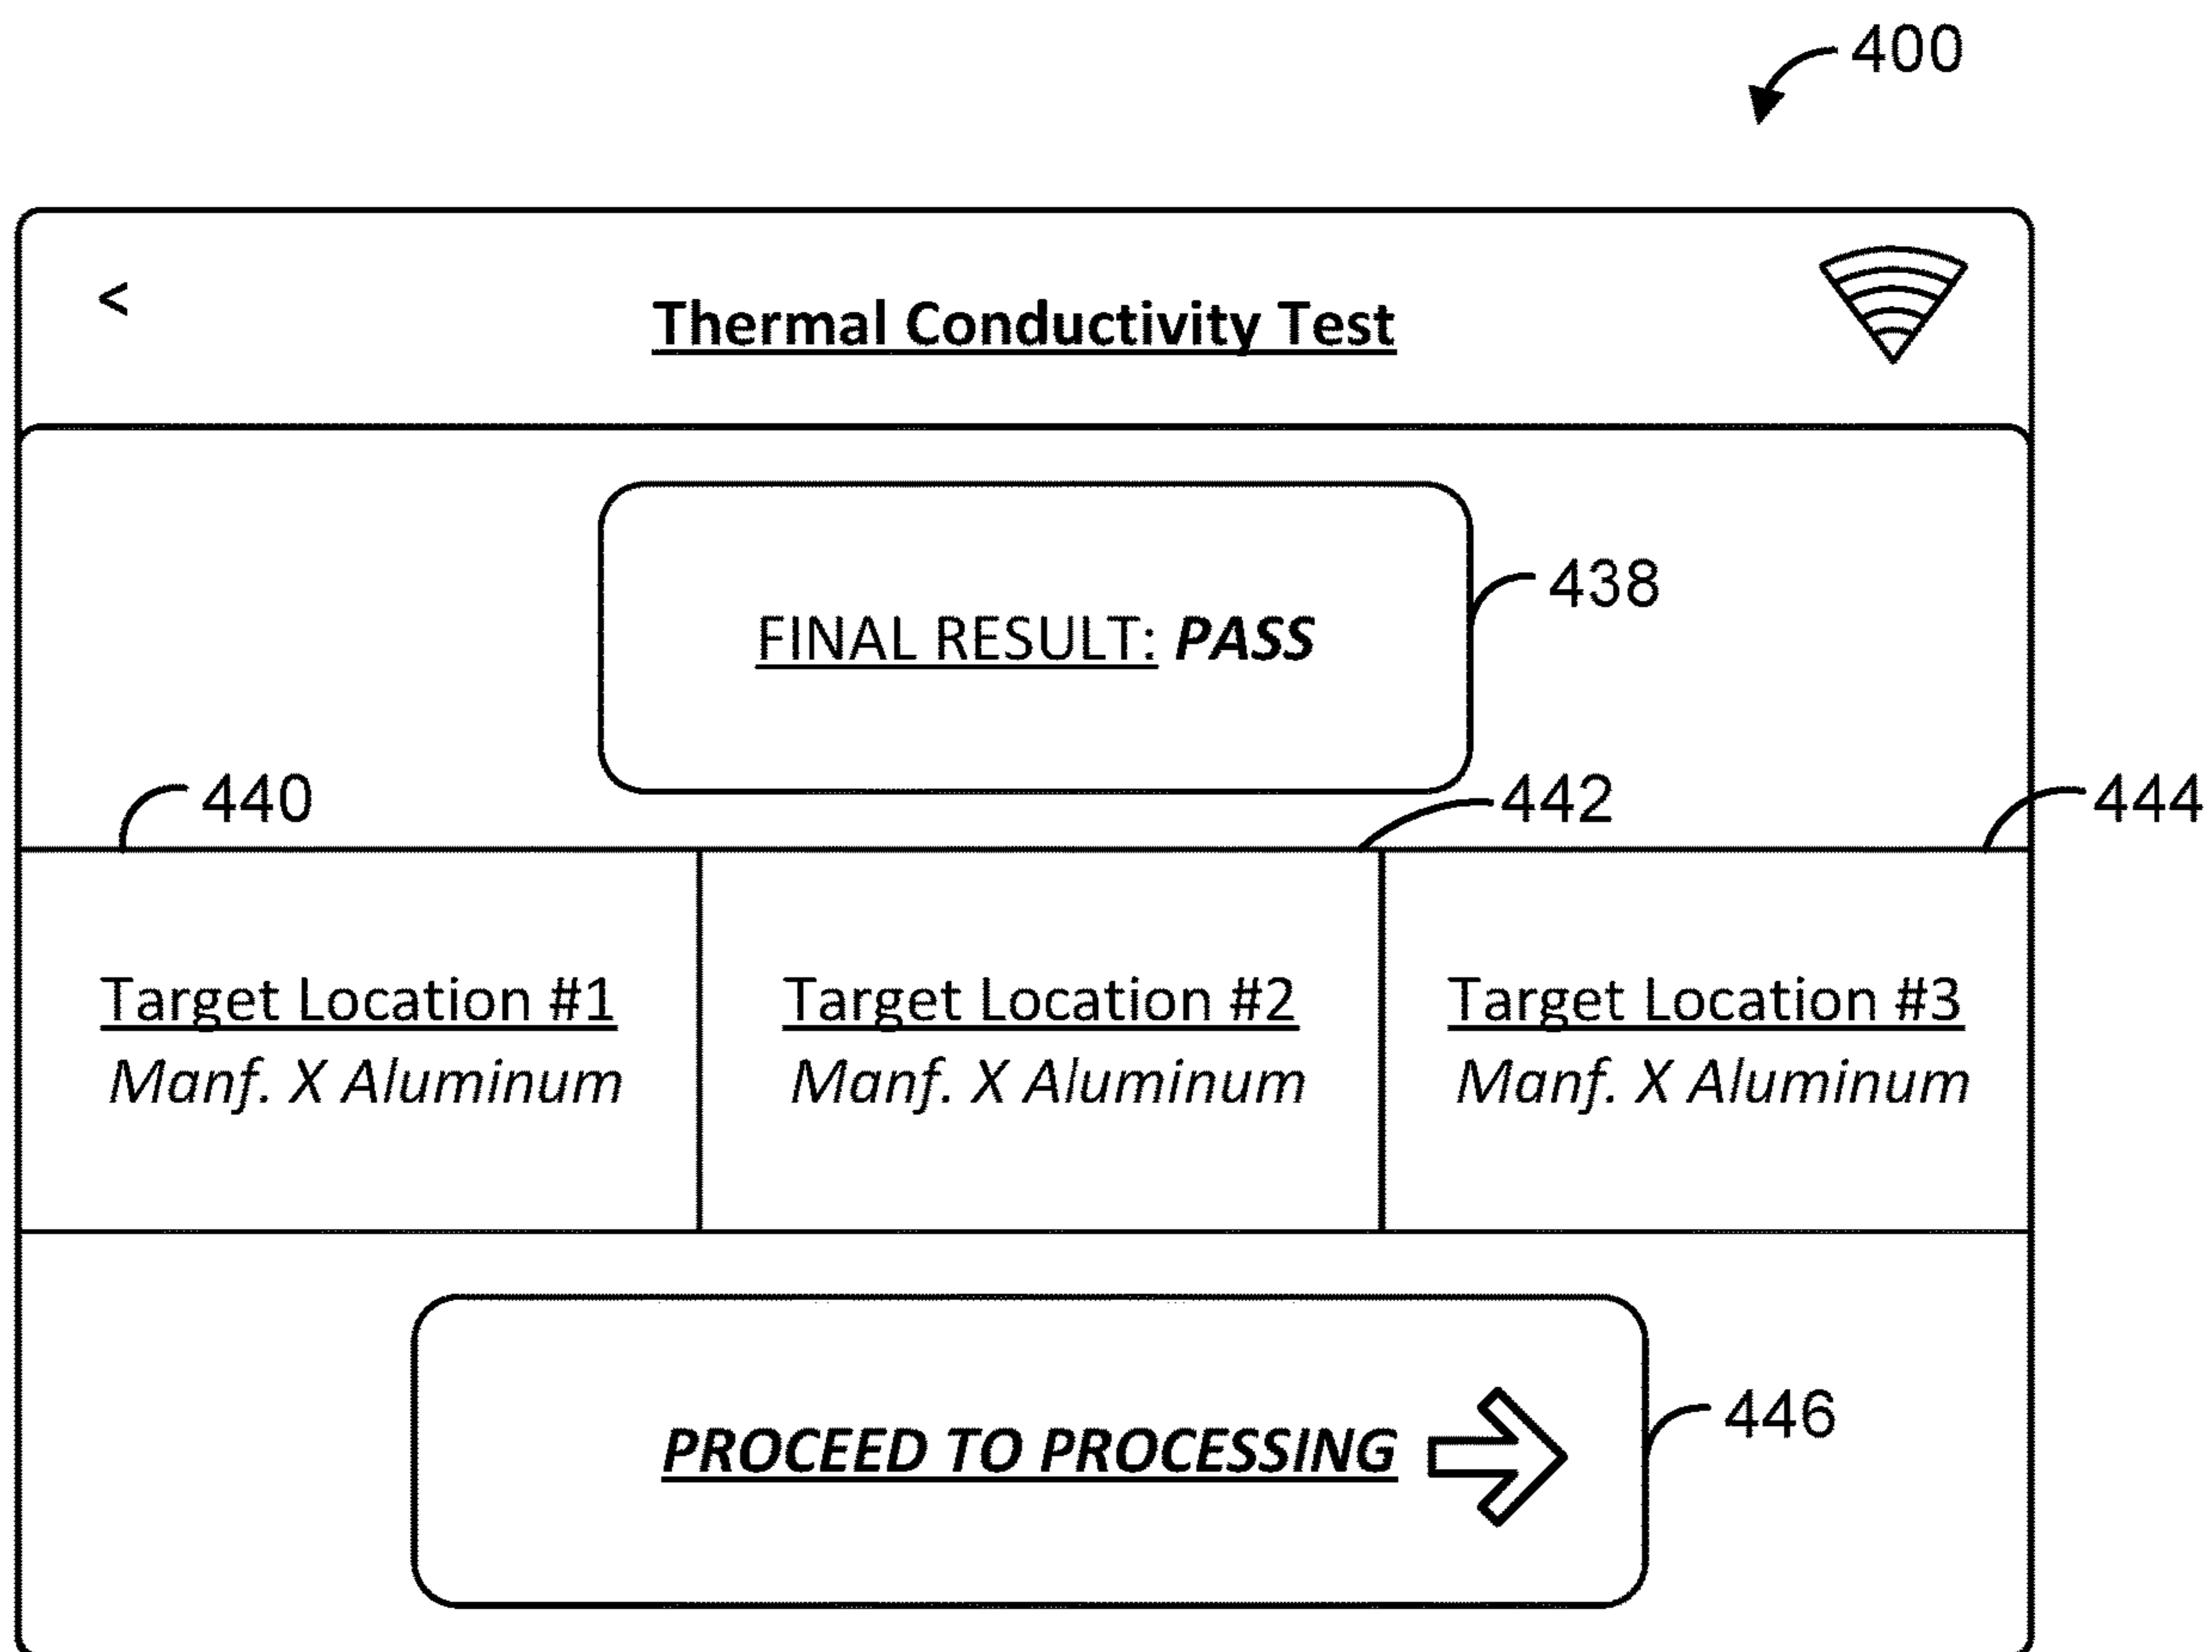 400
<
Thermal Conductivity Test
FINAL RESULT: PASS
438
440
442
444
Target Location #1
Manf. X Aluminum
Target Location #2
Manf. X Aluminum
Target Location #3
Manf. X Aluminum
PROCEED TO PROCESSING
446